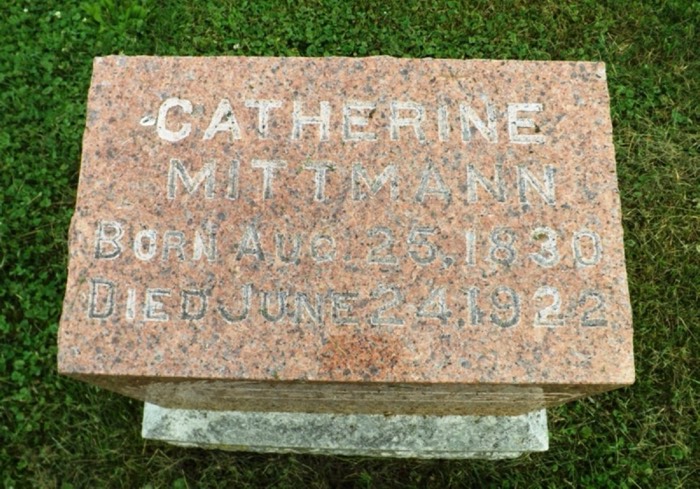 CATHERINE
MITTMANN
BORN AUG. 25, 1830
DIED JUNE 24, 1922